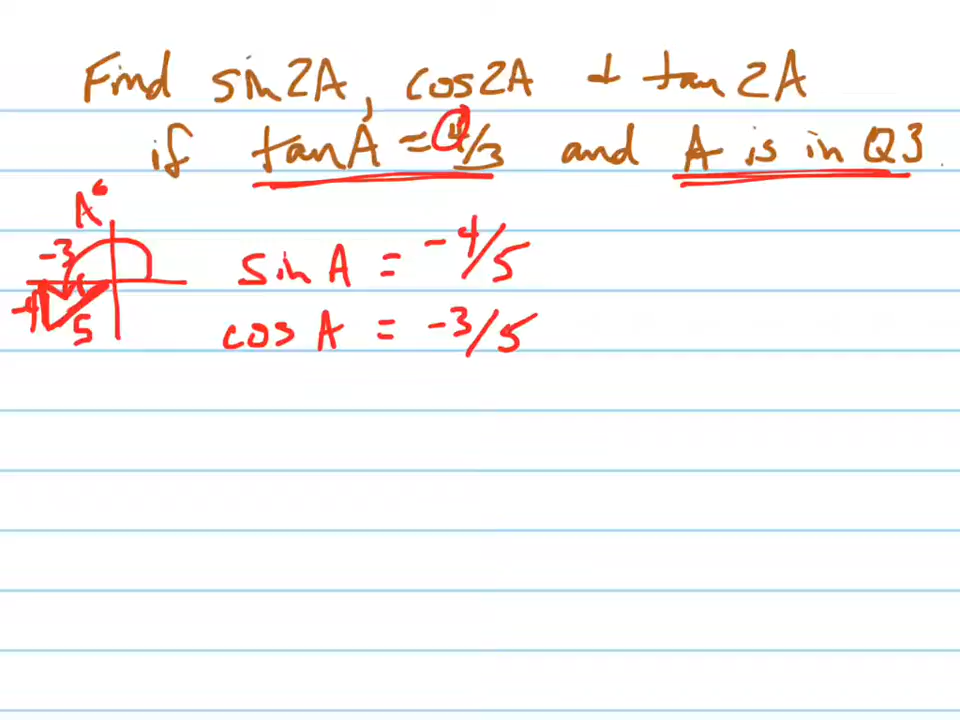 Find sin2A, cos2A + tan2A
if tanA = 4/3 and A is in Q3.
A°
-3
-4
5
sin A = -4/5
cos A = -3/5